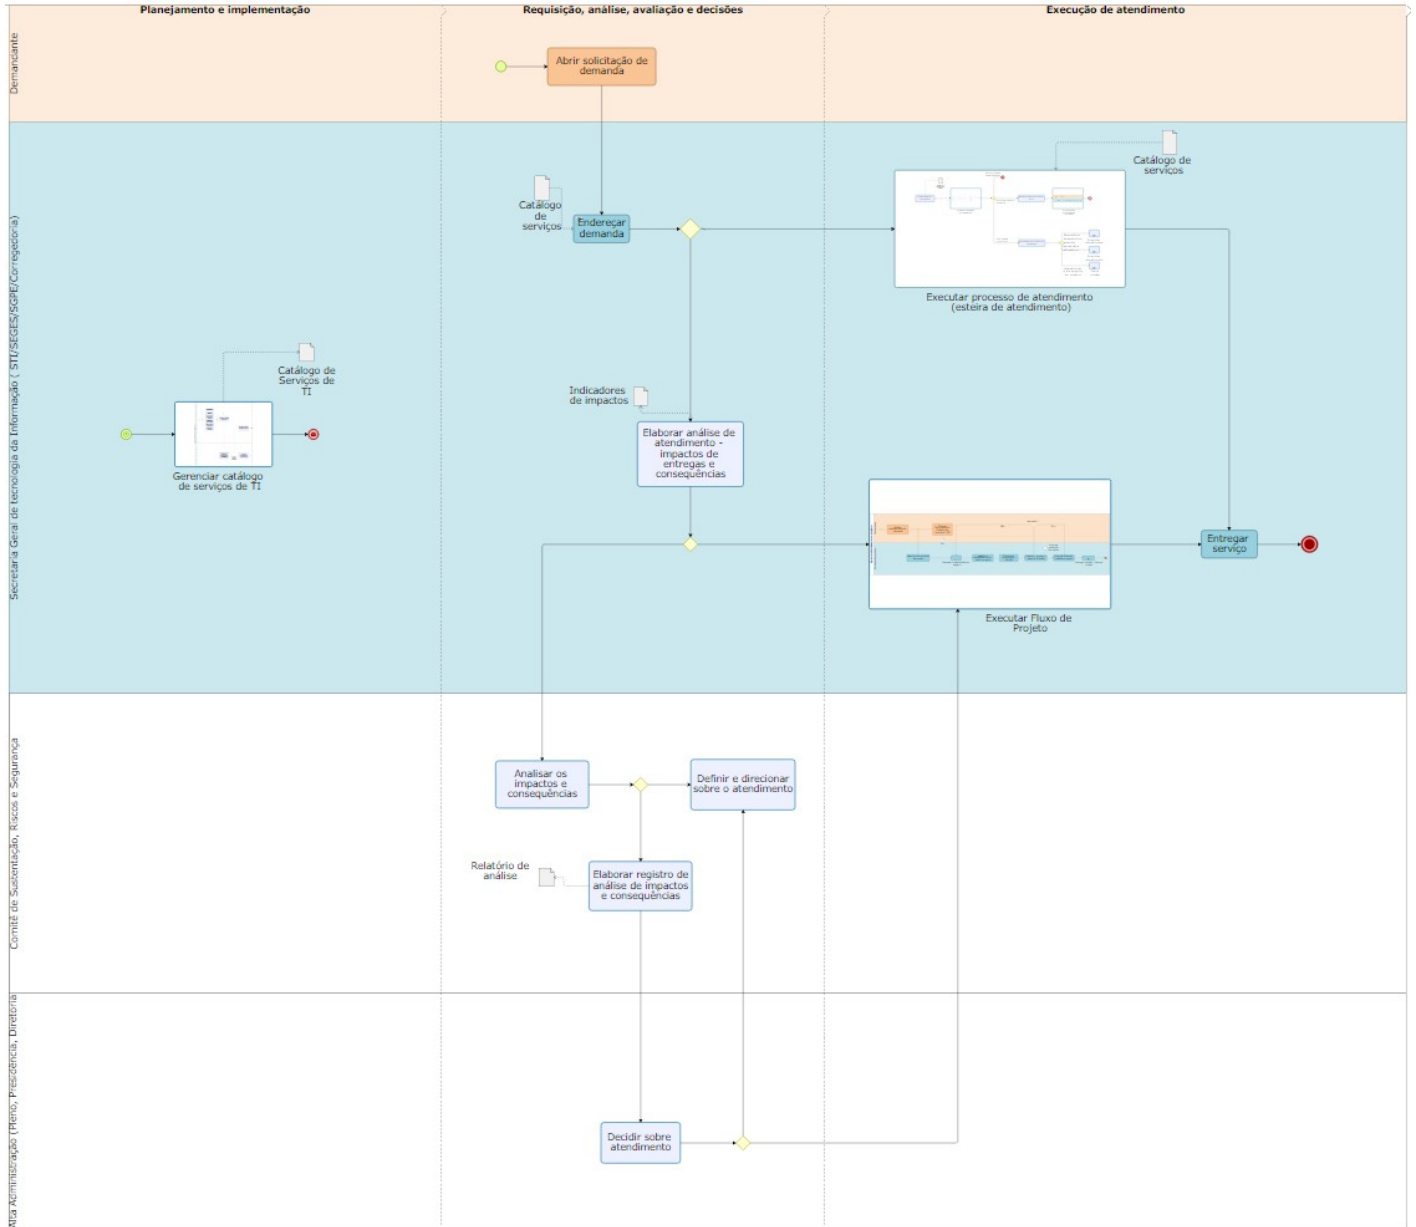 Planejamento e implementação
Requisição, análise, avaliação e decisões
Execução de atendimento
Demandante
Abrir solicitação de
demanda
Secretaria Geral de tecnologia da Informação ( STI/SEGES/SGPE/Corregedoria)
Catálogo
de
serviços
Endereçar
demanda
Catálogo de
serviços
Executar processo de atendimento
(esteira de atendimento)
Catálogo de
Serviços de
TI
Gerenciar catálogo
de serviços de TI
Indicadores
de impactos
Elaborar análise de
atendimento -
impactos de
entregas e
consequências
Executar Fluxo de
Projeto
Entregar
serviço
Comitê de Sustentação, Riscos e Segurança
Analisar os
impactos e
consequências
Definir e direcionar
sobre o atendimento
Relatório de
análise
Elaborar registro de
análise de impactos
e consequências
Alta Administração (Pleno, Presidência, Diretoria
Decidir sobre
atendimento